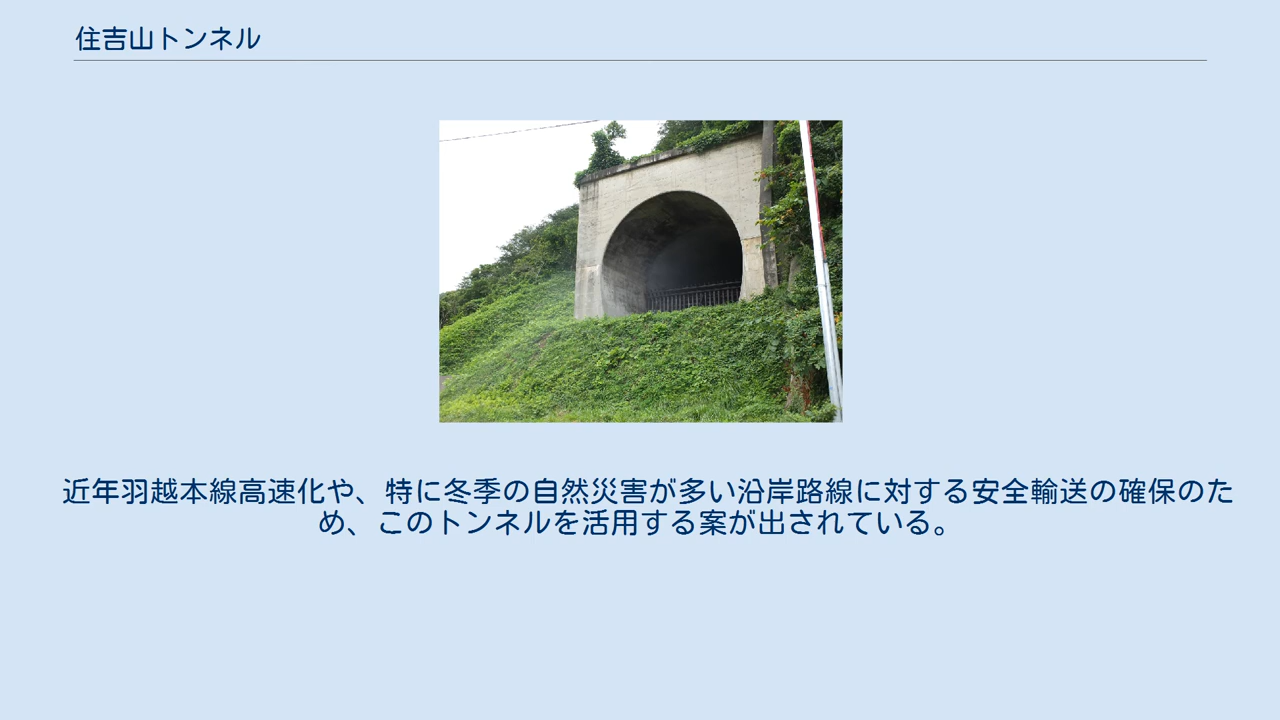 住吉山トンネル
近年羽越本線高速化や、特に冬季の自然災害が多い沿岸路線に対する安全輸送の確保のた
め、このトンネルを活用する案が出されている。